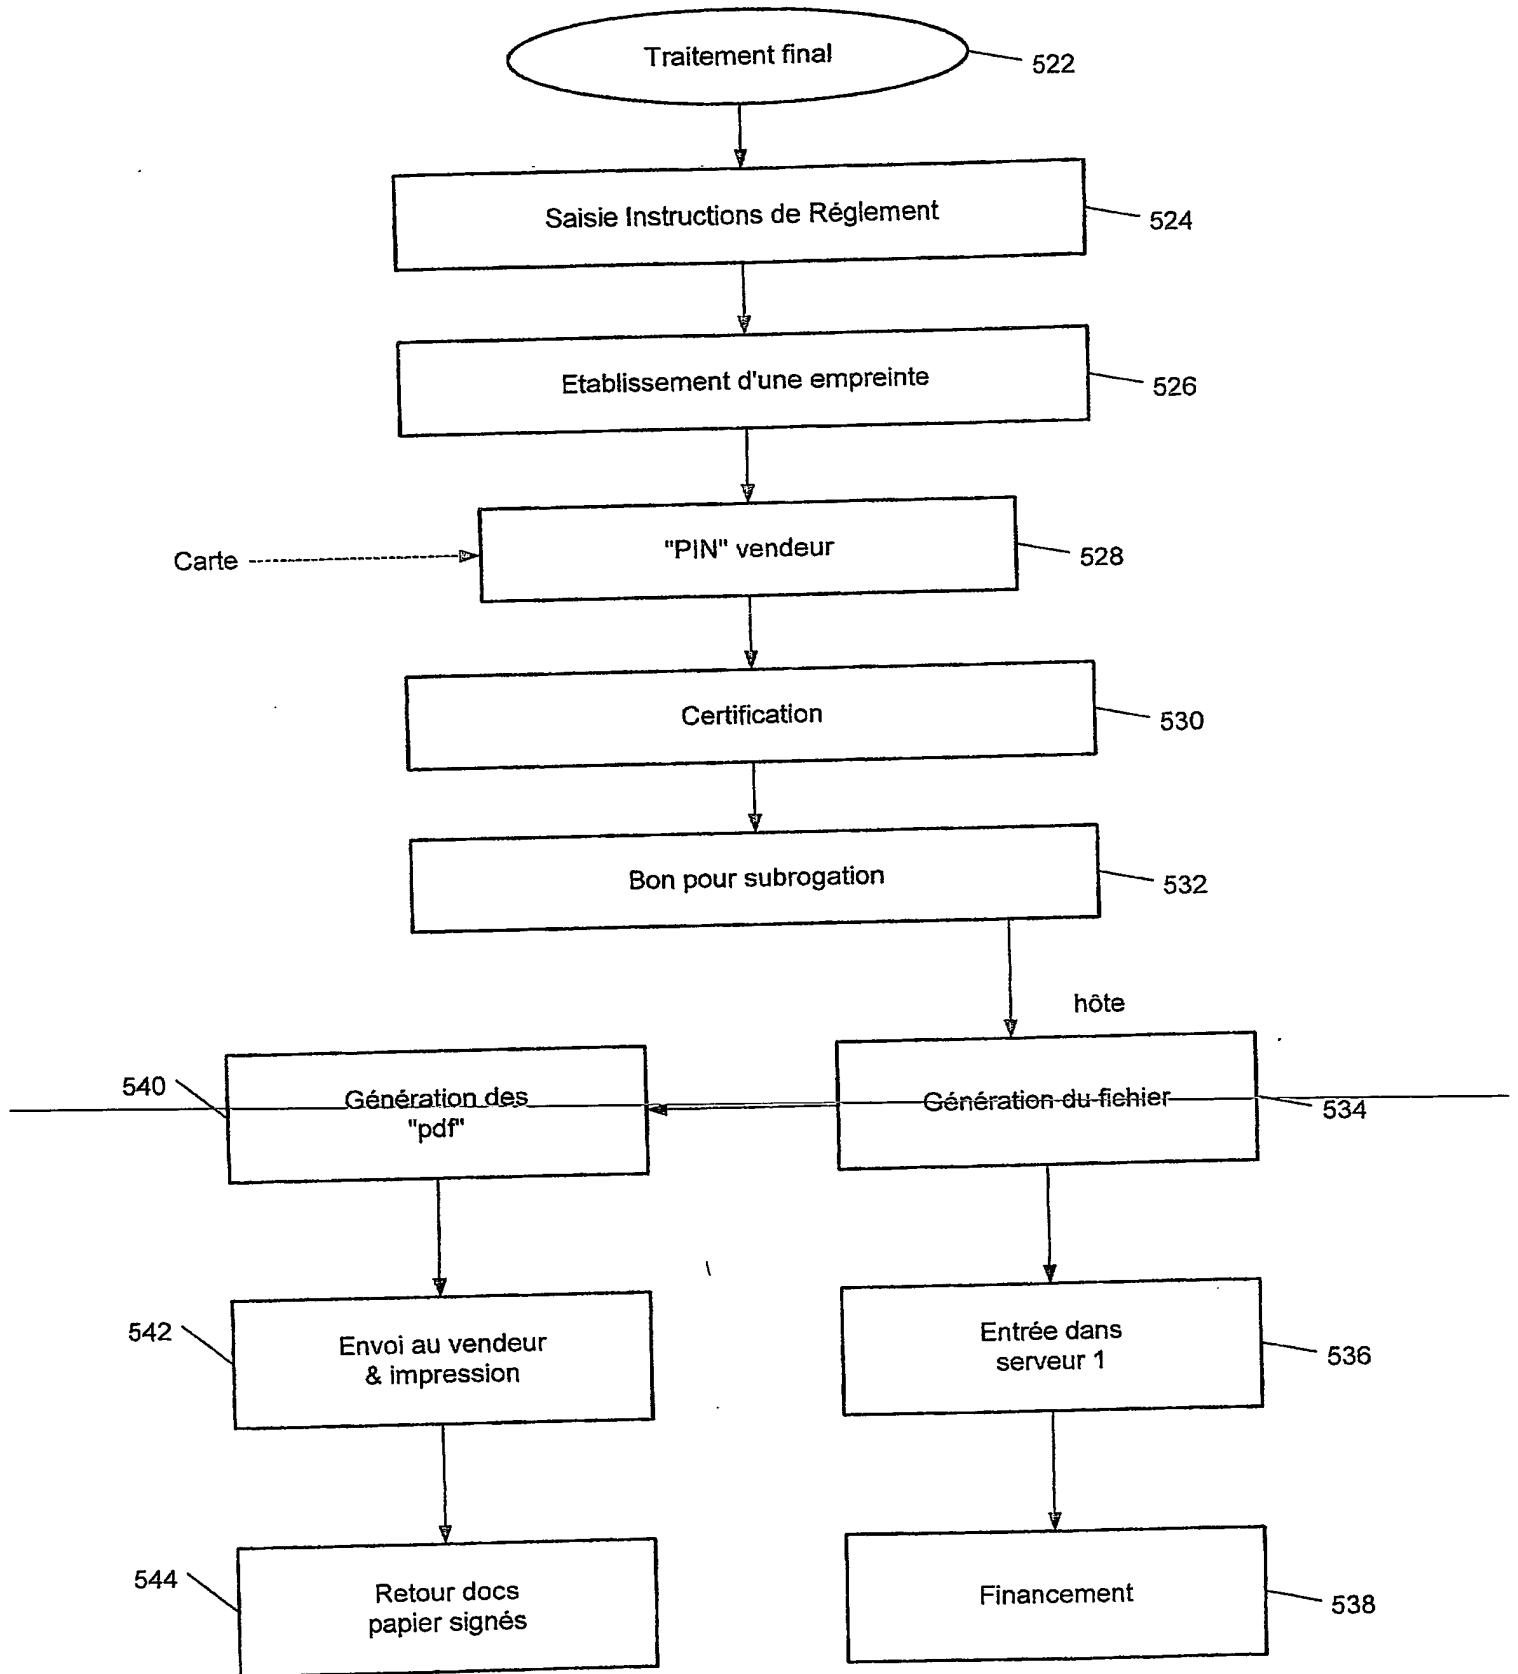 Traitement final
522
Saisie Instructions de Réglement
524
Etablissement d'une empreinte
526
Carte
"PIN" vendeur
528
Certification
530
Bon pour subrogation
532
hôte
540
Génération des
"pdf"
Génération du fichier
534
542
Envoi au vendeur
& impression
Entrée dans
serveur 1
536
544
Retour docs
papier signés
Financement
538